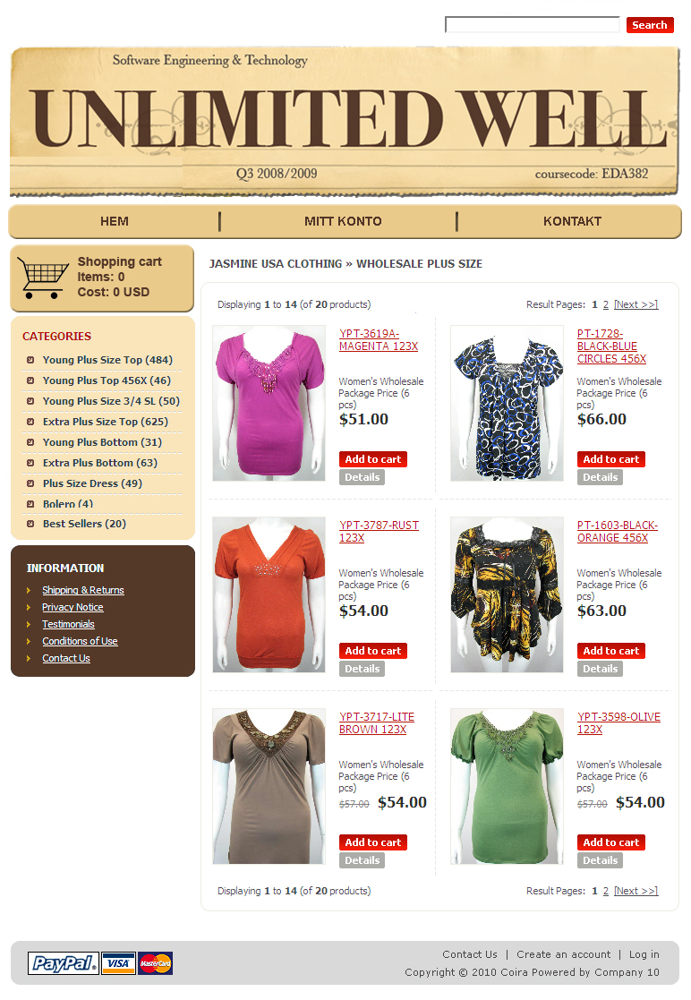 Search
Software Engineering & Technology
UNLIMITED WELL
Q3 2008/2009
coursecode: EDA382
HEM
MITT KONTO
KONTAKT
Shopping cart
Items: 0
Cost: 0 USD
CATEGORIES
Young Plus Size Top (484)
Young Plus Top 456X (46)
Young Plus Size 3/4 SL (50)
Extra Plus Size Top (625)
Young Plus Bottom (31)
Extra Plus Bottom (63)
Plus Size Dress (49)
Bolero (4)
Best Sellers (20)
INFORMATION
Shipping & Returns
Privacy Notice
Testimonials
Conditions of Use
Contact Us
JASMINE USA CLOTHING » WHOLESALE PLUS SIZE
Displaying 1 to 14 (of 20 products)
Result Pages: 1 2 [Next >>]
YPT-3619A-
MAGENTA 123X
Women's Wholesale
Package Price (6
pcs)
$51.00
Add to cart
Details
PT-1728-
BLACK-BLUE
CIRCLES 456X
Women's Wholesale
Package Price (6
pcs)
$66.00
Add to cart
Details
YPT-3787-RUST
123X
Women's Wholesale
Package Price (6
pcs)
$54.00
Add to cart
Details
PT-1603-BLACK-
ORANGE 456X
Women's Wholesale
Package Price (6
pcs)
$63.00
Add to cart
Details
YPT-3717-LITE
BROWN 123X
Women's Wholesale
Package Price (6
pcs)
$57.00 $54.00
Add to cart
Details
YPT-3598-OLIVE
123X
Women's Wholesale
Package Price (6
pcs)
$57.00 $54.00
Add to cart
Details
Displaying 1 to 14 (of 20 products)
Result Pages: 1 2 [Next >>]
PayPal VISA MasterCard
Contact Us | Create an account | Log in
Copyright © 2010 Coira Powered by Company 10